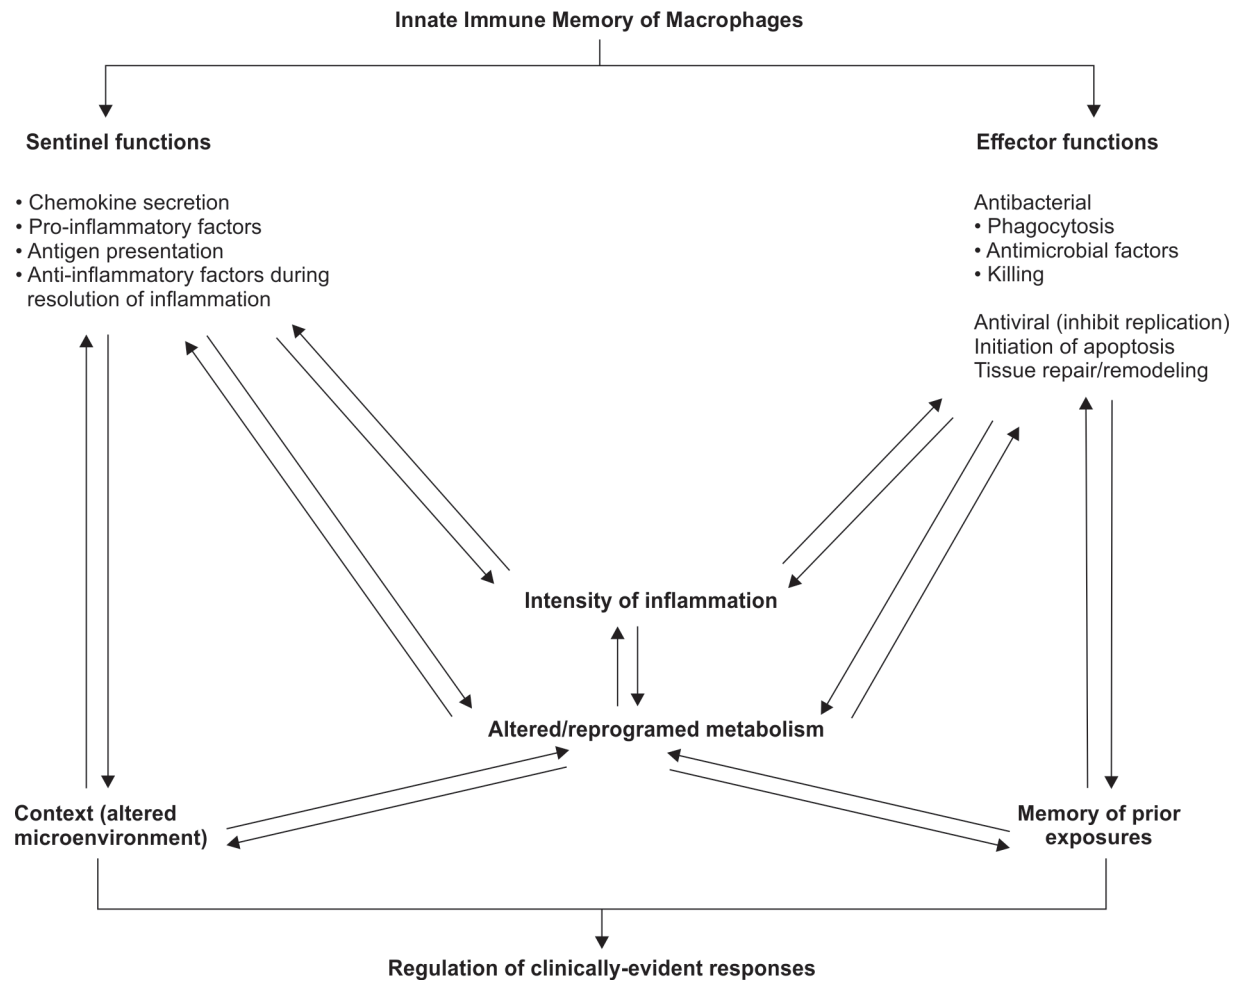 Innate Immune Memory of Macrophages
Sentinel functions
• Chemokine secretion
• Pro-inflammatory factors
• Antigen presentation
• Anti-inflammatory factors during
resolution of inflammation
Effector functions
Antibacterial
• Phagocytosis
• Antimicrobial factors
• Killing
Antiviral (inhibit replication)
Initiation of apoptosis
Tissue repair/remodeling
Intensity of inflammation
Altered/reprogramed metabolism
Context (altered
microenvironment)
Memory of prior
exposures
Regulation of clinically-evident responses